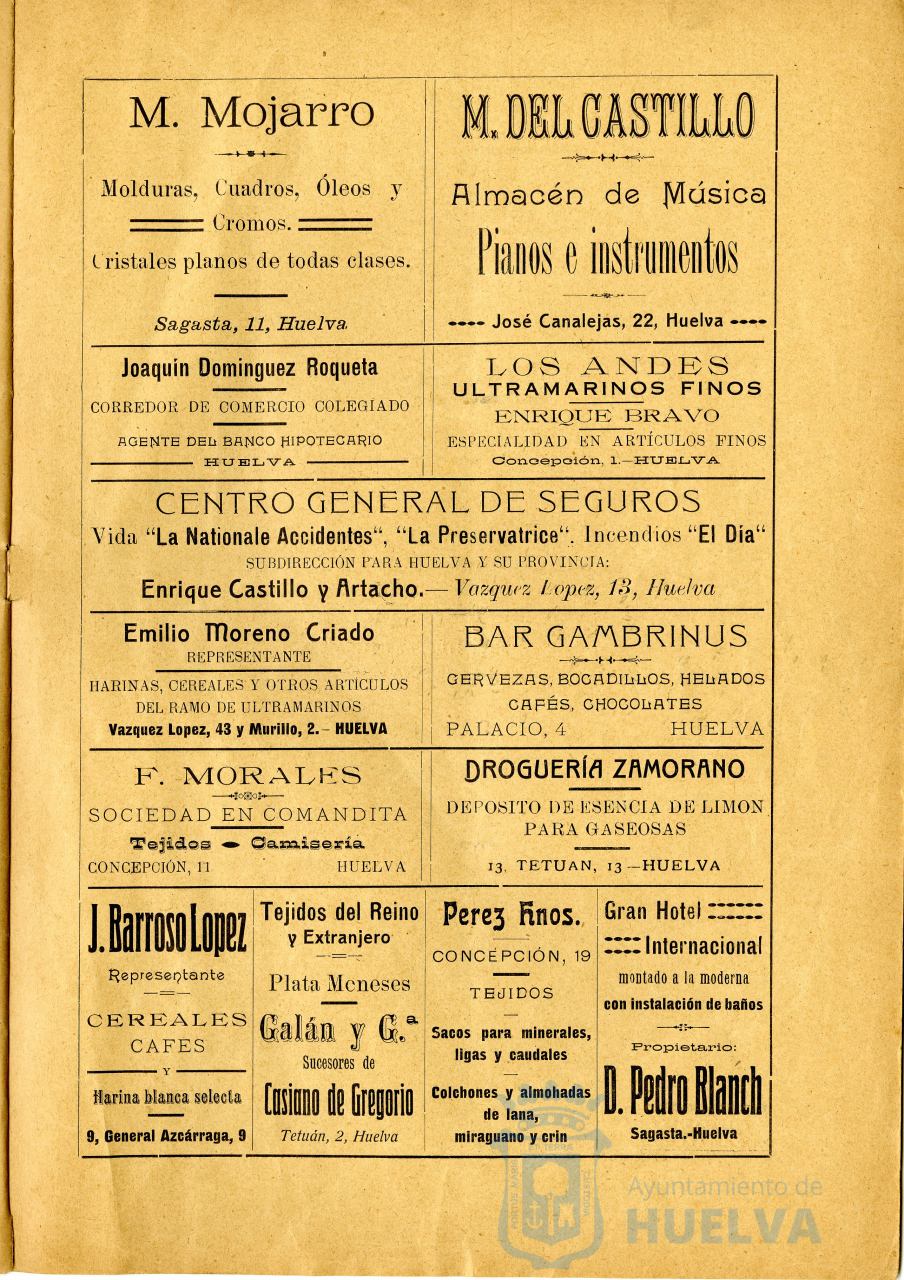 M. Mojarro
Molduras, Cuadros, Óleos y
Cromos.
Cristales planos de todas clases.
Sagasta, 11, Huelva
M. DEL CASTILLO
Almacén de Música
Pianos e instrumentos
José Canalejas, 22, Huelva
Joaquín Dominguez Roqueta
CORREDOR DE COMERCIO COLEGIADO
AGENTE DEL BANCO HIPOTECARIO
HUELVA
LOS ANDES
ULTRAMARINOS FINOS
ENRIQUE BRAVO
ESPECIALIDAD EN ARTÍCULOS FINOS
Concepción, 1.—HUELVA
CENTRO GENERAL DE SEGUROS
Vida “La Nationale Accidentes“, “La Preservatrice“. Incendios “El Día“
SUBDIRECCIÓN PARA HUELVA Y SU PROVINCIA:
Enrique Castillo y Artacho.— Vazquez Lopez, 13, Huelva
Emilio Moreno Criado
REPRESENTANTE
HARINAS, CEREALES Y OTROS ARTÍCULOS
DEL RAMO DE ULTRAMARINOS
Vazquez Lopez, 43 y Murillo, 2.- HUELVA
BAR GAMBRINUS
CERVEZAS, BOCADILLOS, HELADOS
CAFÉS, CHOCOLATES
PALACIO, 4 HUELVA
F. MORALES
SOCIEDAD EN COMANDITA
Tejidos - Camisería
CONCEPCIÓN, 11 HUELVA
DROGUERÍA ZAMORANO
DEPOSITO DE ESENCIA DE LIMON
PARA GASEOSAS
13, TETUAN, 13—HUELVA
J. Barroso Lopez
Representante
CEREALES
CAFES
Y
Harina blanca selecta
9, General Azcárraga, 9
Tejidos del Reino
y Extranjero
Plata Meneses
Galán y C.ª
Sucesores de
Casiano de Gregorio
Tetuán, 2, Huelva
Perez Hnos.
CONCEPCIÓN, 19
TEJIDOS
Sacos para minerales,
ligas y caudales
Colchones y almohadas
de lana,
miraguano y crin
Gran Hotel
Internacional
montado a la moderna
con instalación de baños
Propietario:
D. Pedro Blanch
Sagasta.-Huelva
Ayuntamiento de
HUELVA